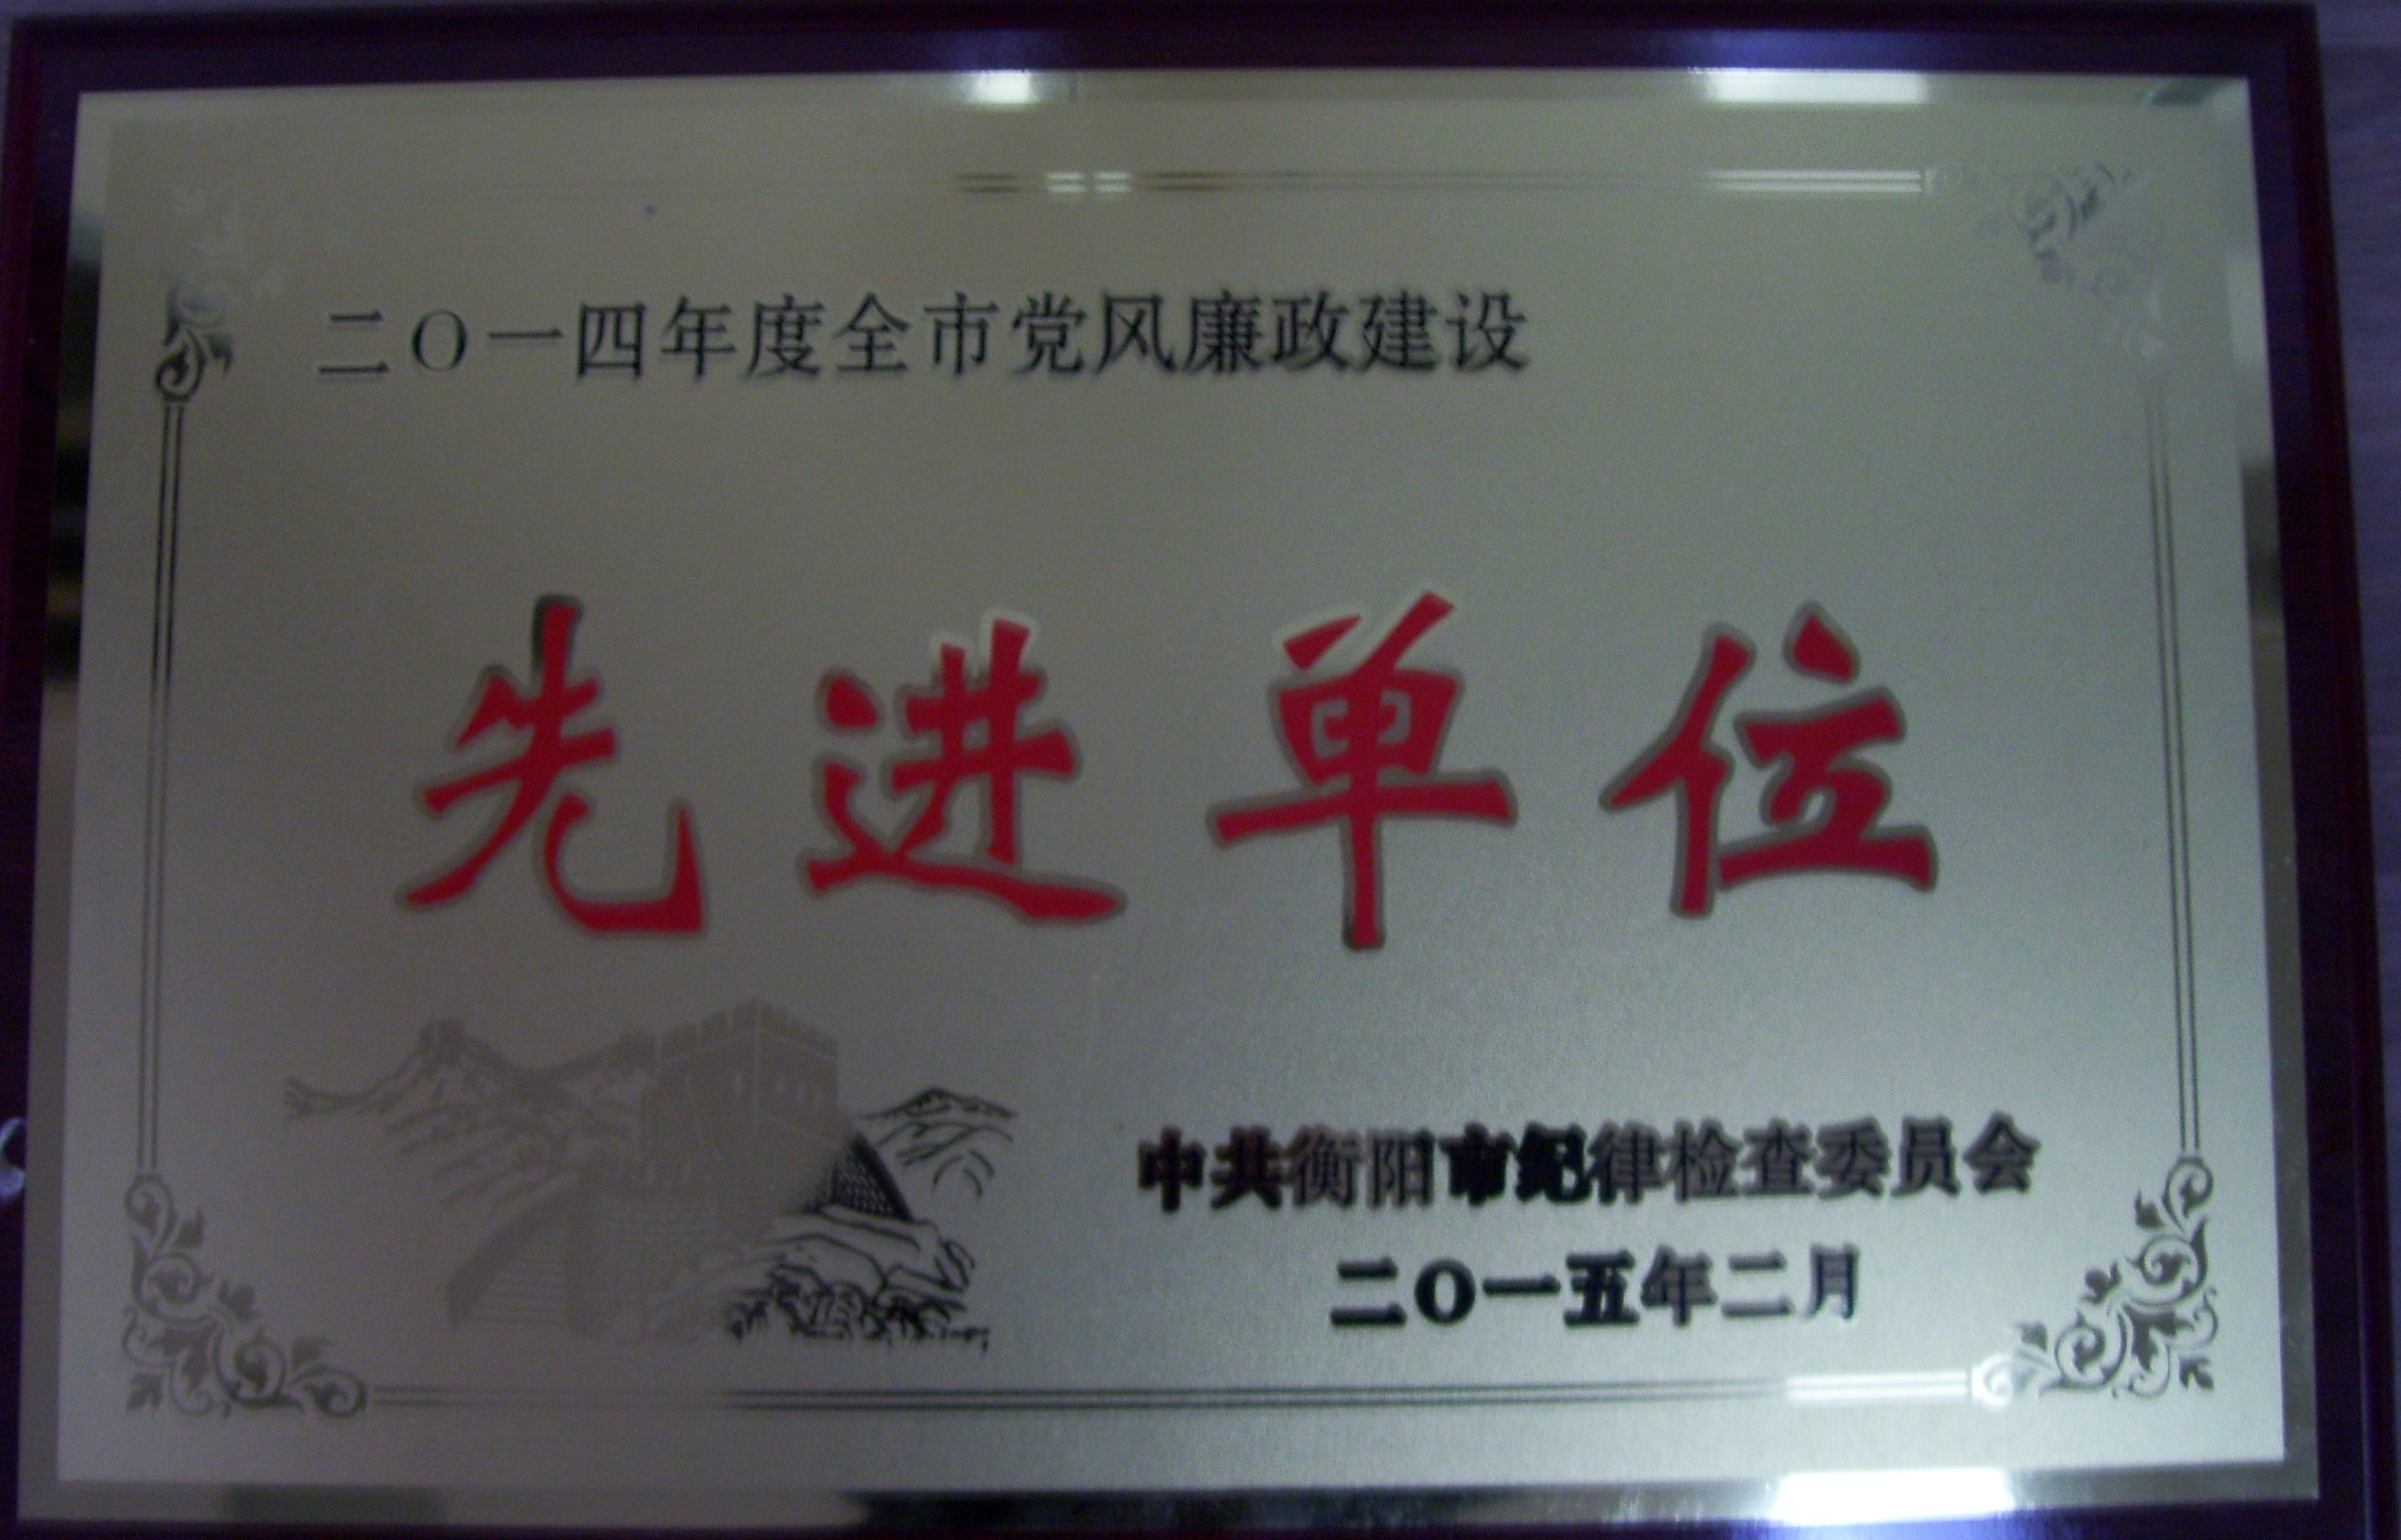 二〇一四年度全市党风廉政建设
先进单位
中共衡阳市纪律检查委员会
二〇一五年二月